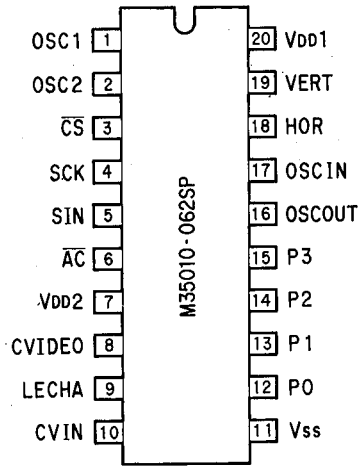 OSC1 1
OSC2 2
C̅S̅ 3
SCK 4
SIN 5
A̅C̅ 6
VDD2 7
CVIDEO 8
LECHA 9
CVIN 10
M35010-062SP
20 VDD1
19 VERT
18 HOR
17 OSCIN
16 OSCOUT
15 P3
14 P2
13 P1
12 P0
11 Vss